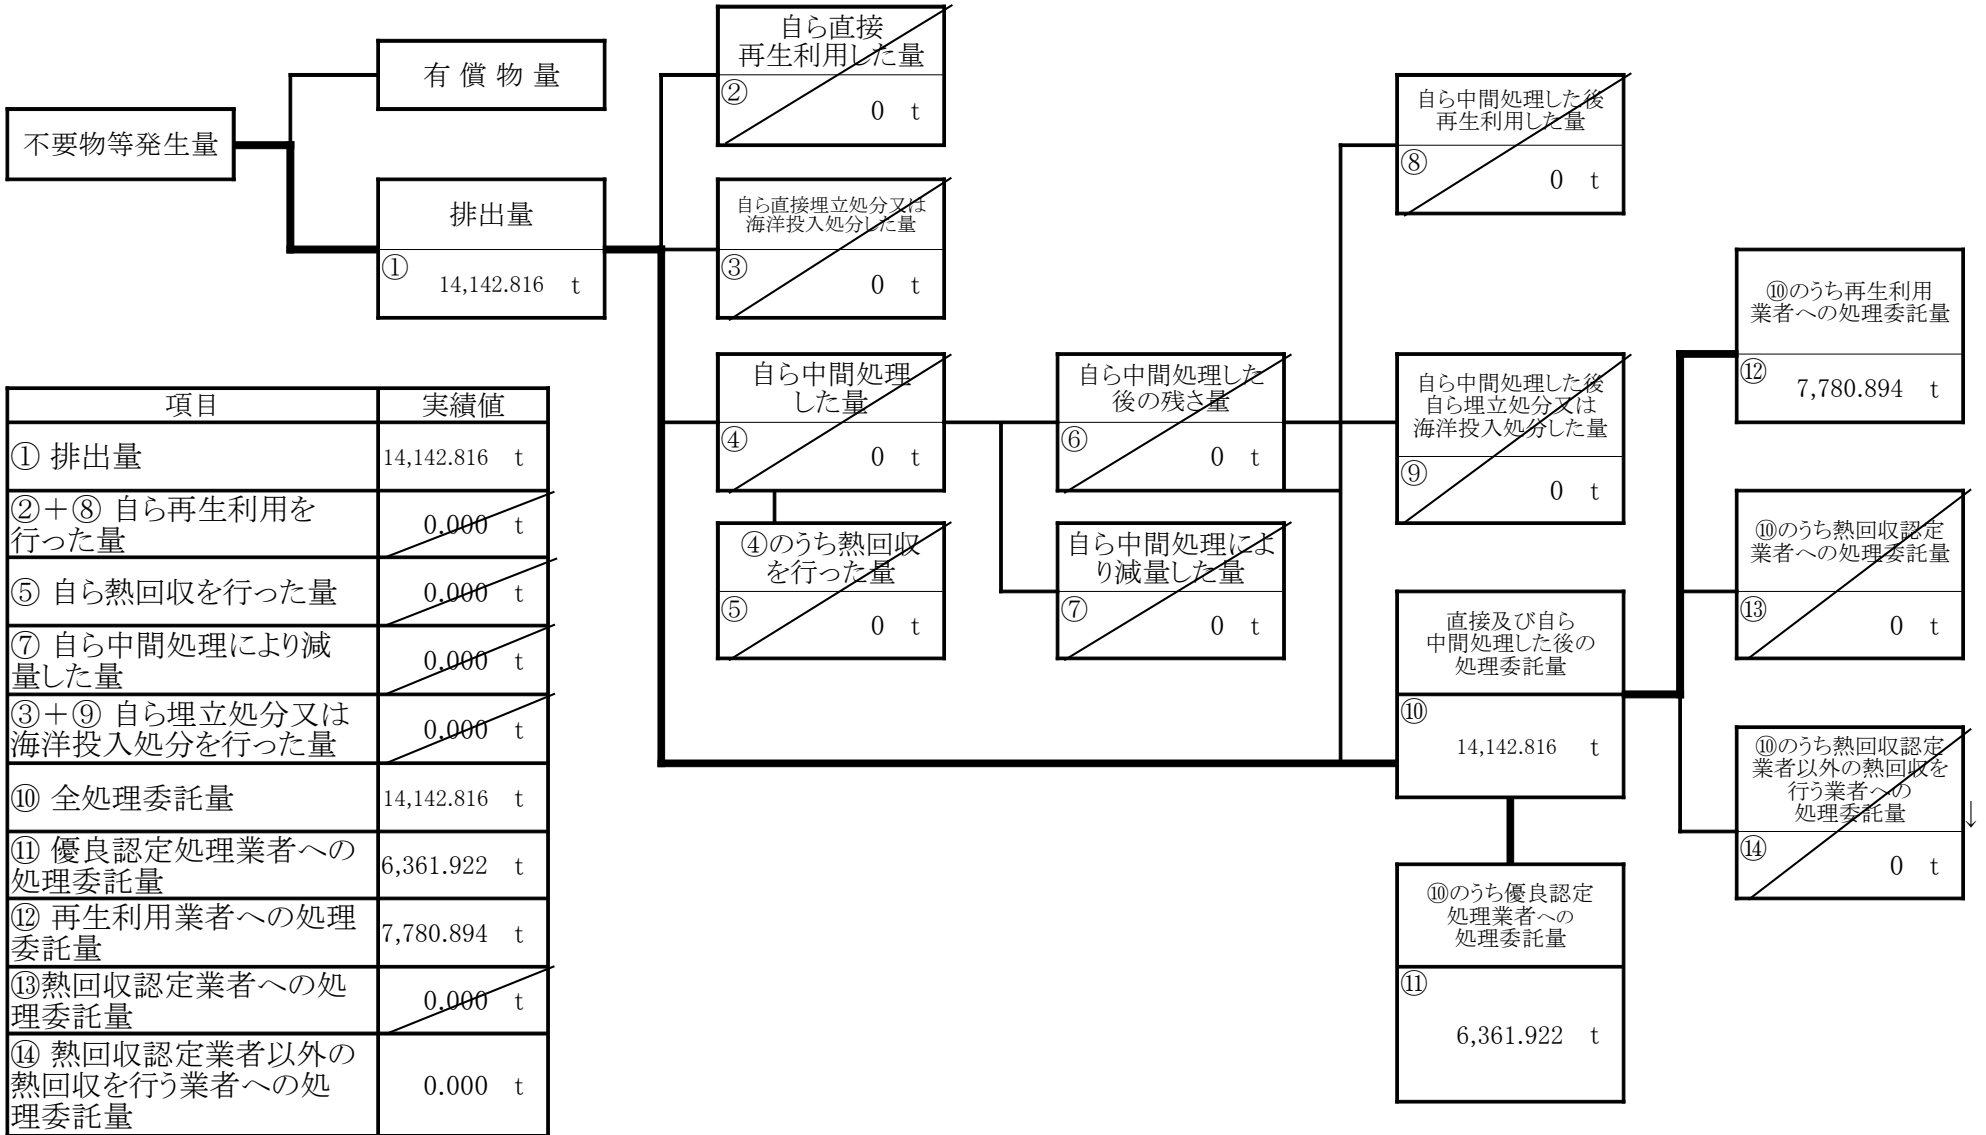 不要物等発生量
有 償 物 量
排出量
①
14,142.816 t
自ら直接
再生利用した量
②
0 t
自ら直接埋立処分又は
海洋投入処分した量
③
0 t
自ら中間処理
した量
④
0 t
④のうち熱回収
を行った量
⑤
0 t
自ら中間処理した
後の残さ量
⑥
0 t
自ら中間処理によ
り減量した量
⑦
0 t
自ら中間処理した後
再生利用した量
⑧
0 t
自ら中間処理した後
自ら埋立処分又は
海洋投入処分した量
⑨
0 t
直接及び自ら
中間処理した後の
処理委託量
⑩
14,142.816 t
⑩のうち優良認定
処理業者への
処理委託量
⑪
6,361.922 t
⑩のうち再生利用
業者への処理委託量
⑫
7,780.894 t
⑩のうち熱回収認定
業者への処理委託量
⑬
0 t
⑩のうち熱回収認定
業者以外の熱回収を
行う業者への
処理委託量
↓
⑭
0 t
項目 実績値
① 排出量 14,142.816 t
②＋⑧ 自ら再生利用を
行った量
0.000 t
⑤ 自ら熱回収を行った量 0.000 t
⑦ 自ら中間処理により減
量した量
0.000 t
③＋⑨ 自ら埋立処分又は
海洋投入処分を行った量
0.000 t
⑩ 全処理委託量 14,142.816 t
⑪ 優良認定処理業者への
処理委託量
6,361.922 t
⑫ 再生利用業者への処理
委託量
7,780.894 t
⑬熱回収認定業者への処
理委託量
0.000 t
⑭ 熱回収認定業者以外の
熱回収を行う業者への処
理委託量
0.000 t